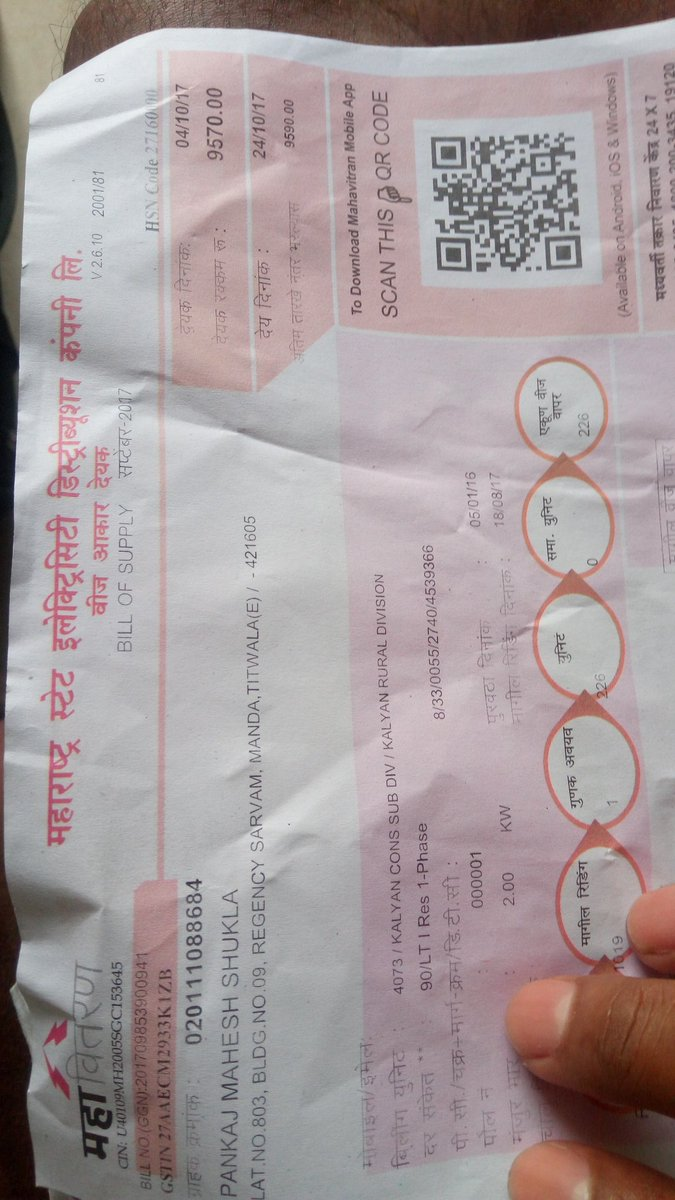 महावितरण
महाराष्ट्र स्टेट इलेक्ट्रिसिटी डिस्ट्रीब्यूशन कंपनी लि.
वीज आकार देयक
BILL OF SUPPLY सप्टेंबर-2017
V 2.6.10 2001/81 81
CIN: U40109MH2005SGC153645
BILL NO.(GGN):201709853900941
GSTIN 27AAECM2933K1ZB
HSN Code 27160000
ग्राहक क्रमांक : 020111088684
PANKAJ MAHESH SHUKLA
LAT.NO.803, BLDG.NO.09, REGENCY SARVAM, MANDA,TITWALA(E) / - 421605
देयक दिनांक: 04/10/17
देयक रक्कम रु : 9570.00
देय दिनांक : 24/10/17
अंतिम तारखे नंतर भरल्यास 9590.00
मोबाईल/इमेल
बिलींग युनिट : 4073 / KALYAN CONS SUB DIV / KALYAN RURAL DIVISION
दर संकेत ** : 90/LT I Res 1-Phase
पी.सी./चक्र+मार्ग-क्रम/डि.टी.सी : 8/33/0055/2740/4539366
पोल न : 000001 पुरवठा दिनांक 05/01/16
मंजुर 2.00 KW मागील रिडिंग दिनांक : 18/08/17
मागील रिडिंग
1019
गुणक अवयव
1
युनिट
226
समा. युनिट
0
एकूण वीज वापर
226
To Download Mahavitran Mobile App
SCAN THIS QR CODE
(Available on Android, iOS & Windows)
मध्यवर्ती तक्रार निवारण केंद्र 24 X 7